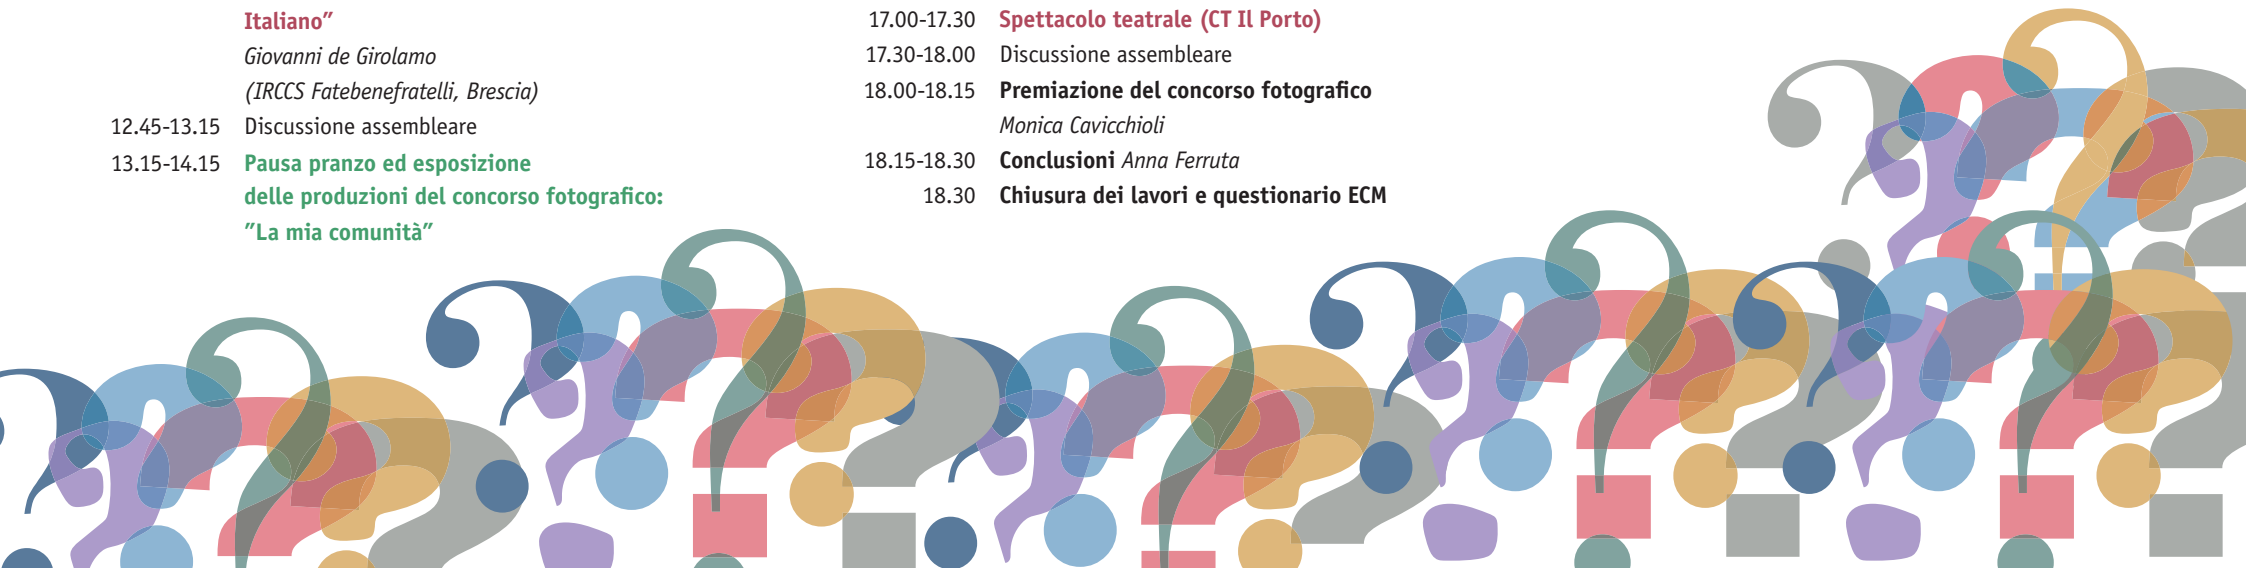 Italiano”
Giovanni de Girolamo
(IRCCS Fatebenefratelli, Brescia)
12.45-13.15 Discussione assembleare
13.15-14.15 Pausa pranzo ed esposizione
delle produzioni del concorso fotografico:
”La mia comunità”
17.00-17.30 Spettacolo teatrale (CT Il Porto)
17.30-18.00 Discussione assembleare
18.00-18.15 Premiazione del concorso fotografico
Monica Cavicchioli
18.15-18.30 Conclusioni Anna Ferruta
18.30 Chiusura dei lavori e questionario ECM